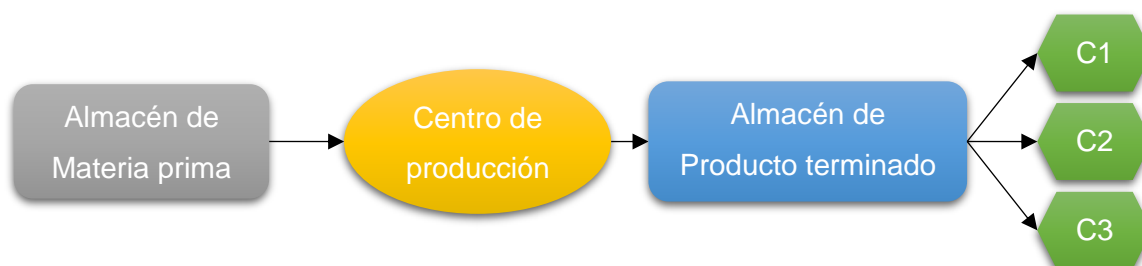 Almacén de
Materia prima
Centro de
producción
Almacén de
Producto terminado
C1
C2
C3